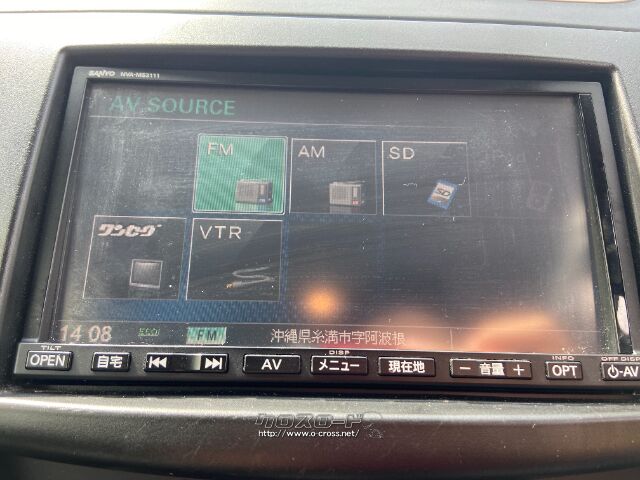 SANYO NVA-MS3111
AV SOURCE
FM AM SD
ワンセグ VTR
14:08 FM 沖縄県糸満市字阿波根
TILT DISP INFO OFF DISP
OPEN 自宅 AV メニュー 現在地 － 音量 ＋ OPT AV
クロスロード
http://www.o-cross.net/